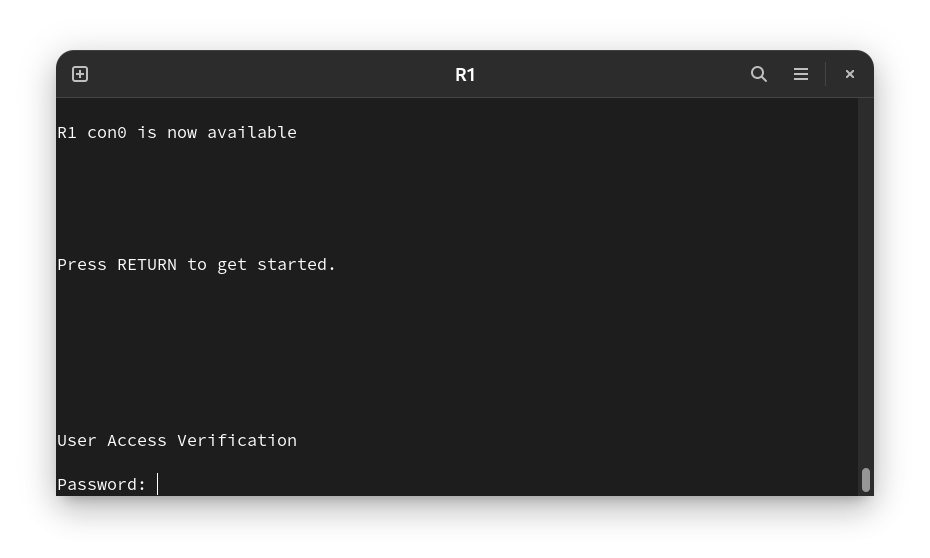 R1
R1 con0 is now available
Press RETURN to get started.
User Access Verification
Password: